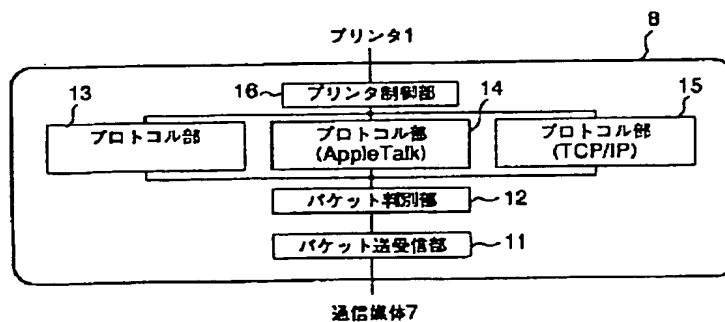 プリンタ1
8
16
プリンタ制御部
13
プロトコル部
14
プロトコル部
(AppleTalk)
15
プロトコル部
(TCP/IP)
パケット判別部
12
パケット送受信部
11
通信媒体7